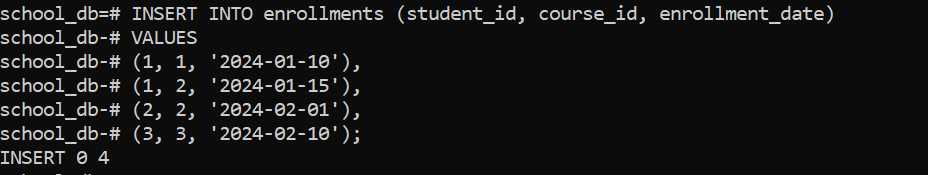 school_db=# INSERT INTO enrollments (student_id, course_id, enrollment_date)
school_db-# VALUES
school_db-# (1, 1, '2024-01-10'),
school_db-# (1, 2, '2024-01-15'),
school_db-# (2, 2, '2024-02-01'),
school_db-# (3, 3, '2024-02-10');
INSERT 0 4